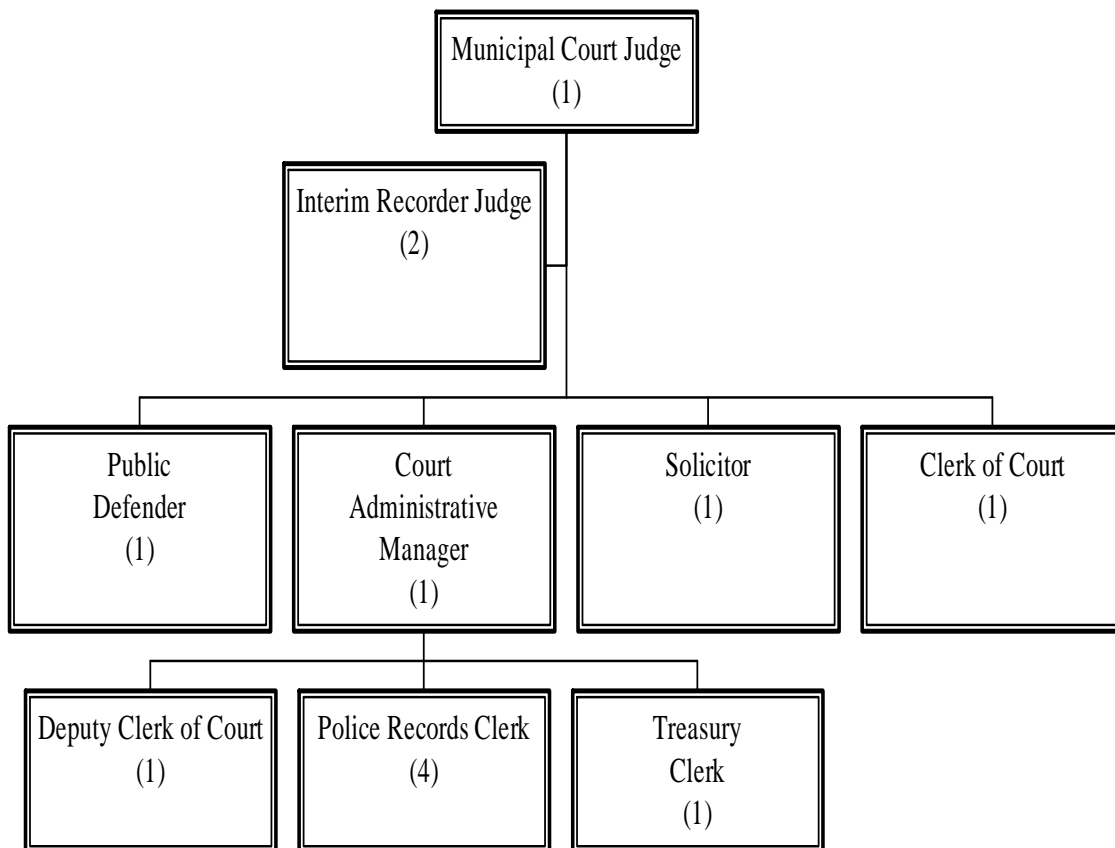 Municipal Court Judge
(1)
Interim Recorder Judge
(2)
Public
Defender
(1)
Court
Administrative
Manager
(1)
Solicitor
(1)
Clerk of Court
(1)
Deputy Clerk of Court
(1)
Police Records Clerk
(4)
Treasury
Clerk
(1)